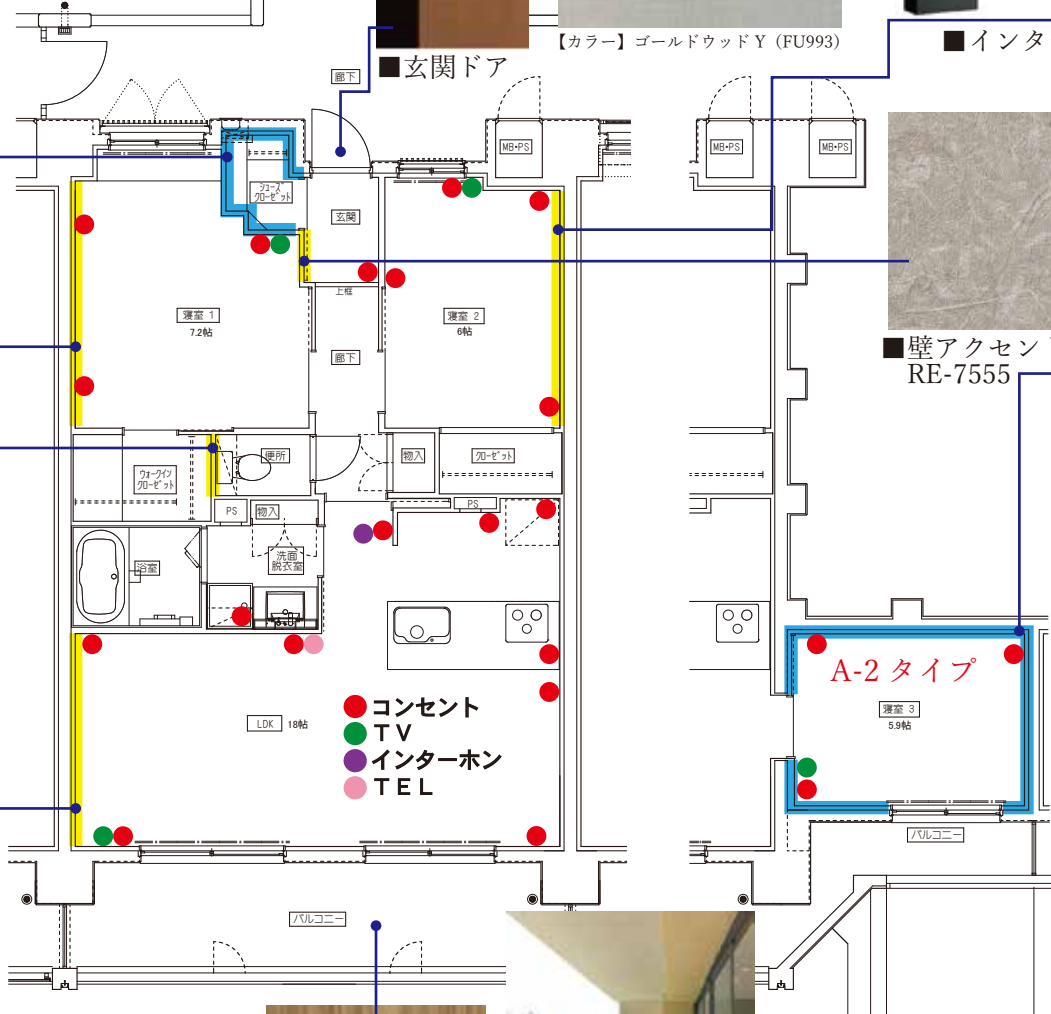 【カラー】ゴールドウッド Y（FU993）
■インタ
■玄関ドア
廊下
MB・PS
MB・PS
MB・PS
シューズ
クローゼット
玄関
上框
寝室 1
7.2帖
寝室 2
6帖
廊下
■壁アクセン
RE-7555
ウォークイン
クローゼット
便所
物入
クローゼット
PS
物入
PS
浴室
洗面
脱衣室
A-2 タイプ
寝室 3
5.9帖
LDK 18帖
コンセント
ＴＶ
インターホン
ＴＥＬ
バルコニー
バルコニー